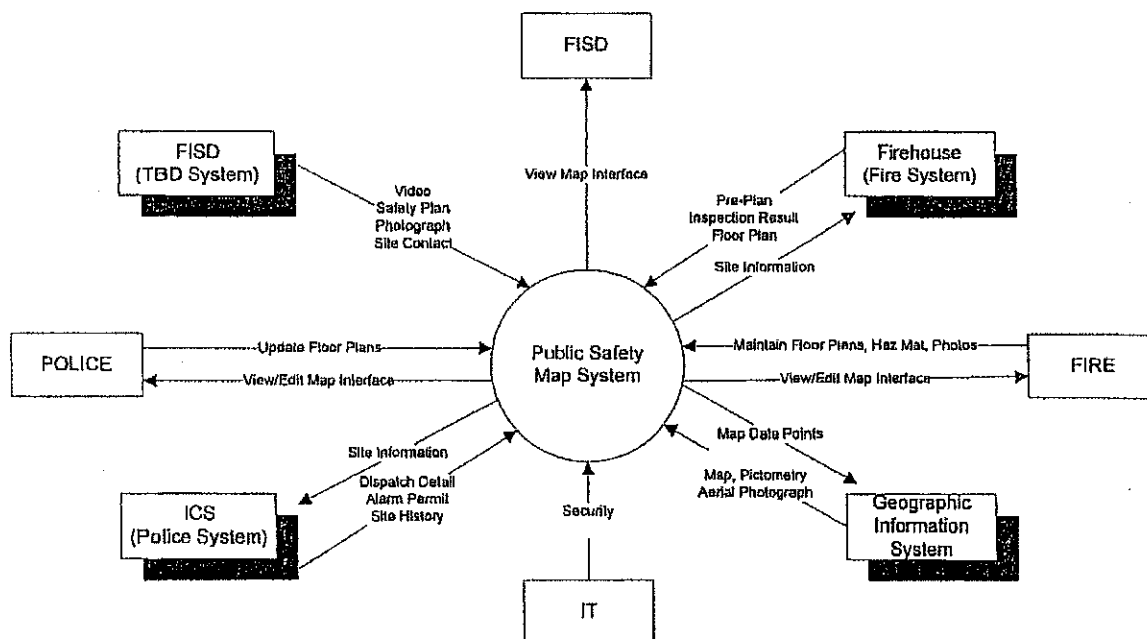 FISD
FISD
(TBD System)
Firehouse
(Fire System)
View Map Interface
Video
Safety Plan
Photograph
Site Contact
Pre-Plan
Inspection Result
Floor Plan
Site Information
POLICE
Update Floor Plans
View/Edit Map Interface
Public Safety
Map System
Maintain Floor Plans, Haz Mat, Photos
View/Edit Map Interface
FIRE
Site Information
Dispatch Detail
Alarm Permit
Site History
Map Data Points
Map, Pictometry
Aerial Photograph
ICS
(Police System)
Security
Geographic
Information
System
IT